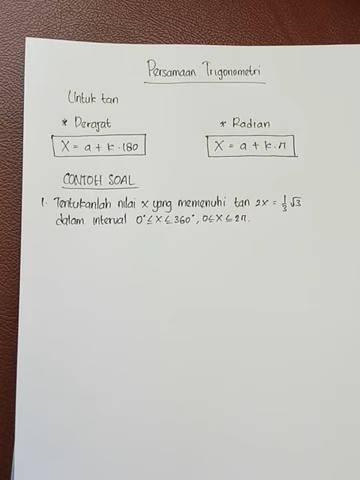 Persamaan Trigonometri
Untuk tan
* Derajat
* Radian
X = a + k.180
X = a + k.π
CONTOH SOAL
1. Tentukanlah nilai x yang memenuhi tan 2x = 1/3 √3
dalam interval 0° ≤ x ≤ 360°, 0 ≤ x ≤ 2π.